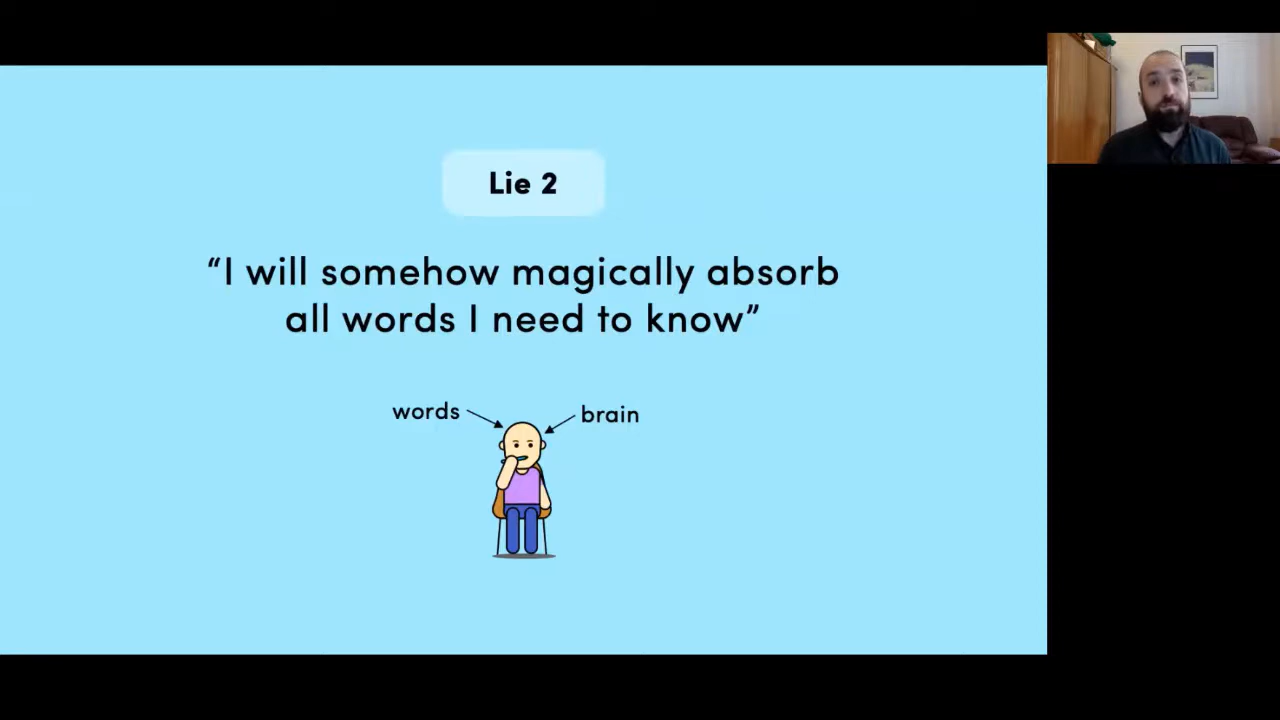 Lie 2
“I will somehow magically absorb
all words I need to know”
words
brain